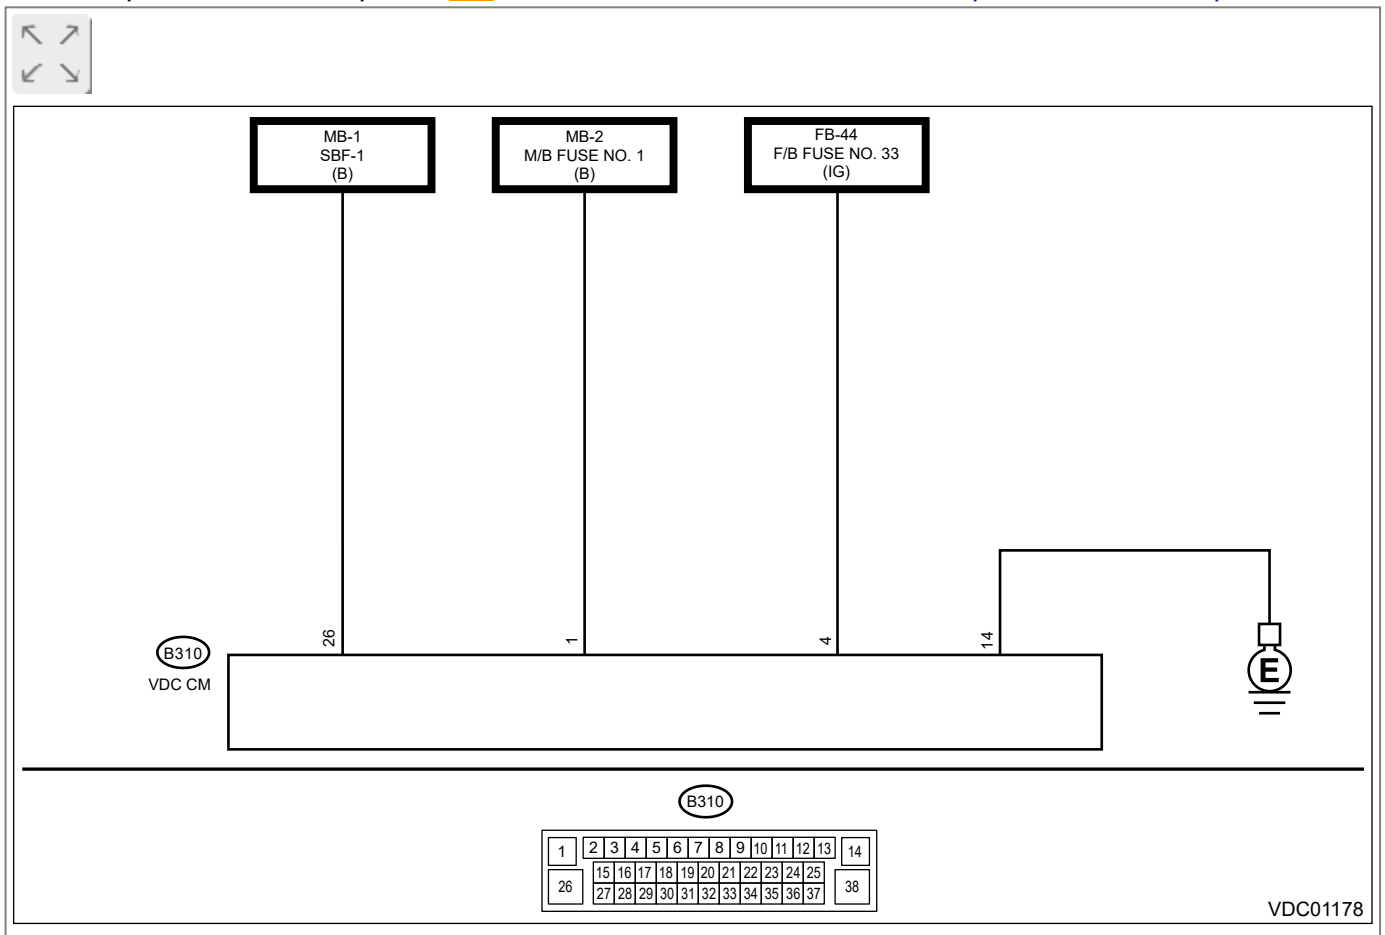 MB-1
SBF-1
(B)
MB-2
M/B FUSE NO. 1
(B)
FB-44
F/B FUSE NO. 33
(IG)
26
1
4
14
B310
VDC CM
E
B310
1 2 3 4 5 6 7 8 9 10 11 12 13 14
15 16 17 18 19 20 21 22 23 24 25
26 27 28 29 30 31 32 33 34 35 36 37 38
VDC01178